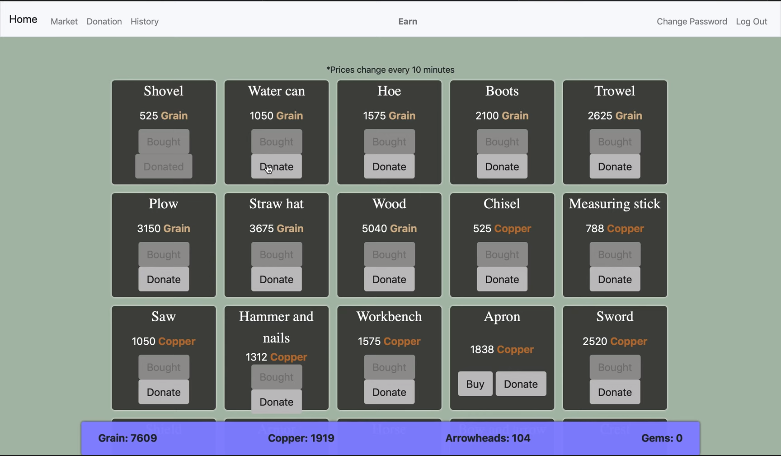 Home Market Donation History Earn Change Password Log Out
*Prices change every 10 minutes
Shovel Water can Hoe Boots Trowel
525 Grain 1050 Grain 1575 Grain 2100 Grain 2625 Grain
Bought Bought Bought Bought Bought
Donated Donate Donate Donate Donate
Plow Straw hat Wood Chisel Measuring stick
3150 Grain 3675 Grain 5040 Grain 525 Copper 788 Copper
Bought Bought Bought Bought Bought
Donate Donate Donate Donate Donate
Saw Hammer and nails Workbench Apron Sword
1050 Copper 1312 Copper 1575 Copper 1838 Copper 2520 Copper
Bought Bought Bought Buy Donate Bought
Donate Donate Donate Donate
Grain: 7609 Copper: 1919 Arrowheads: 104 Gems: 0